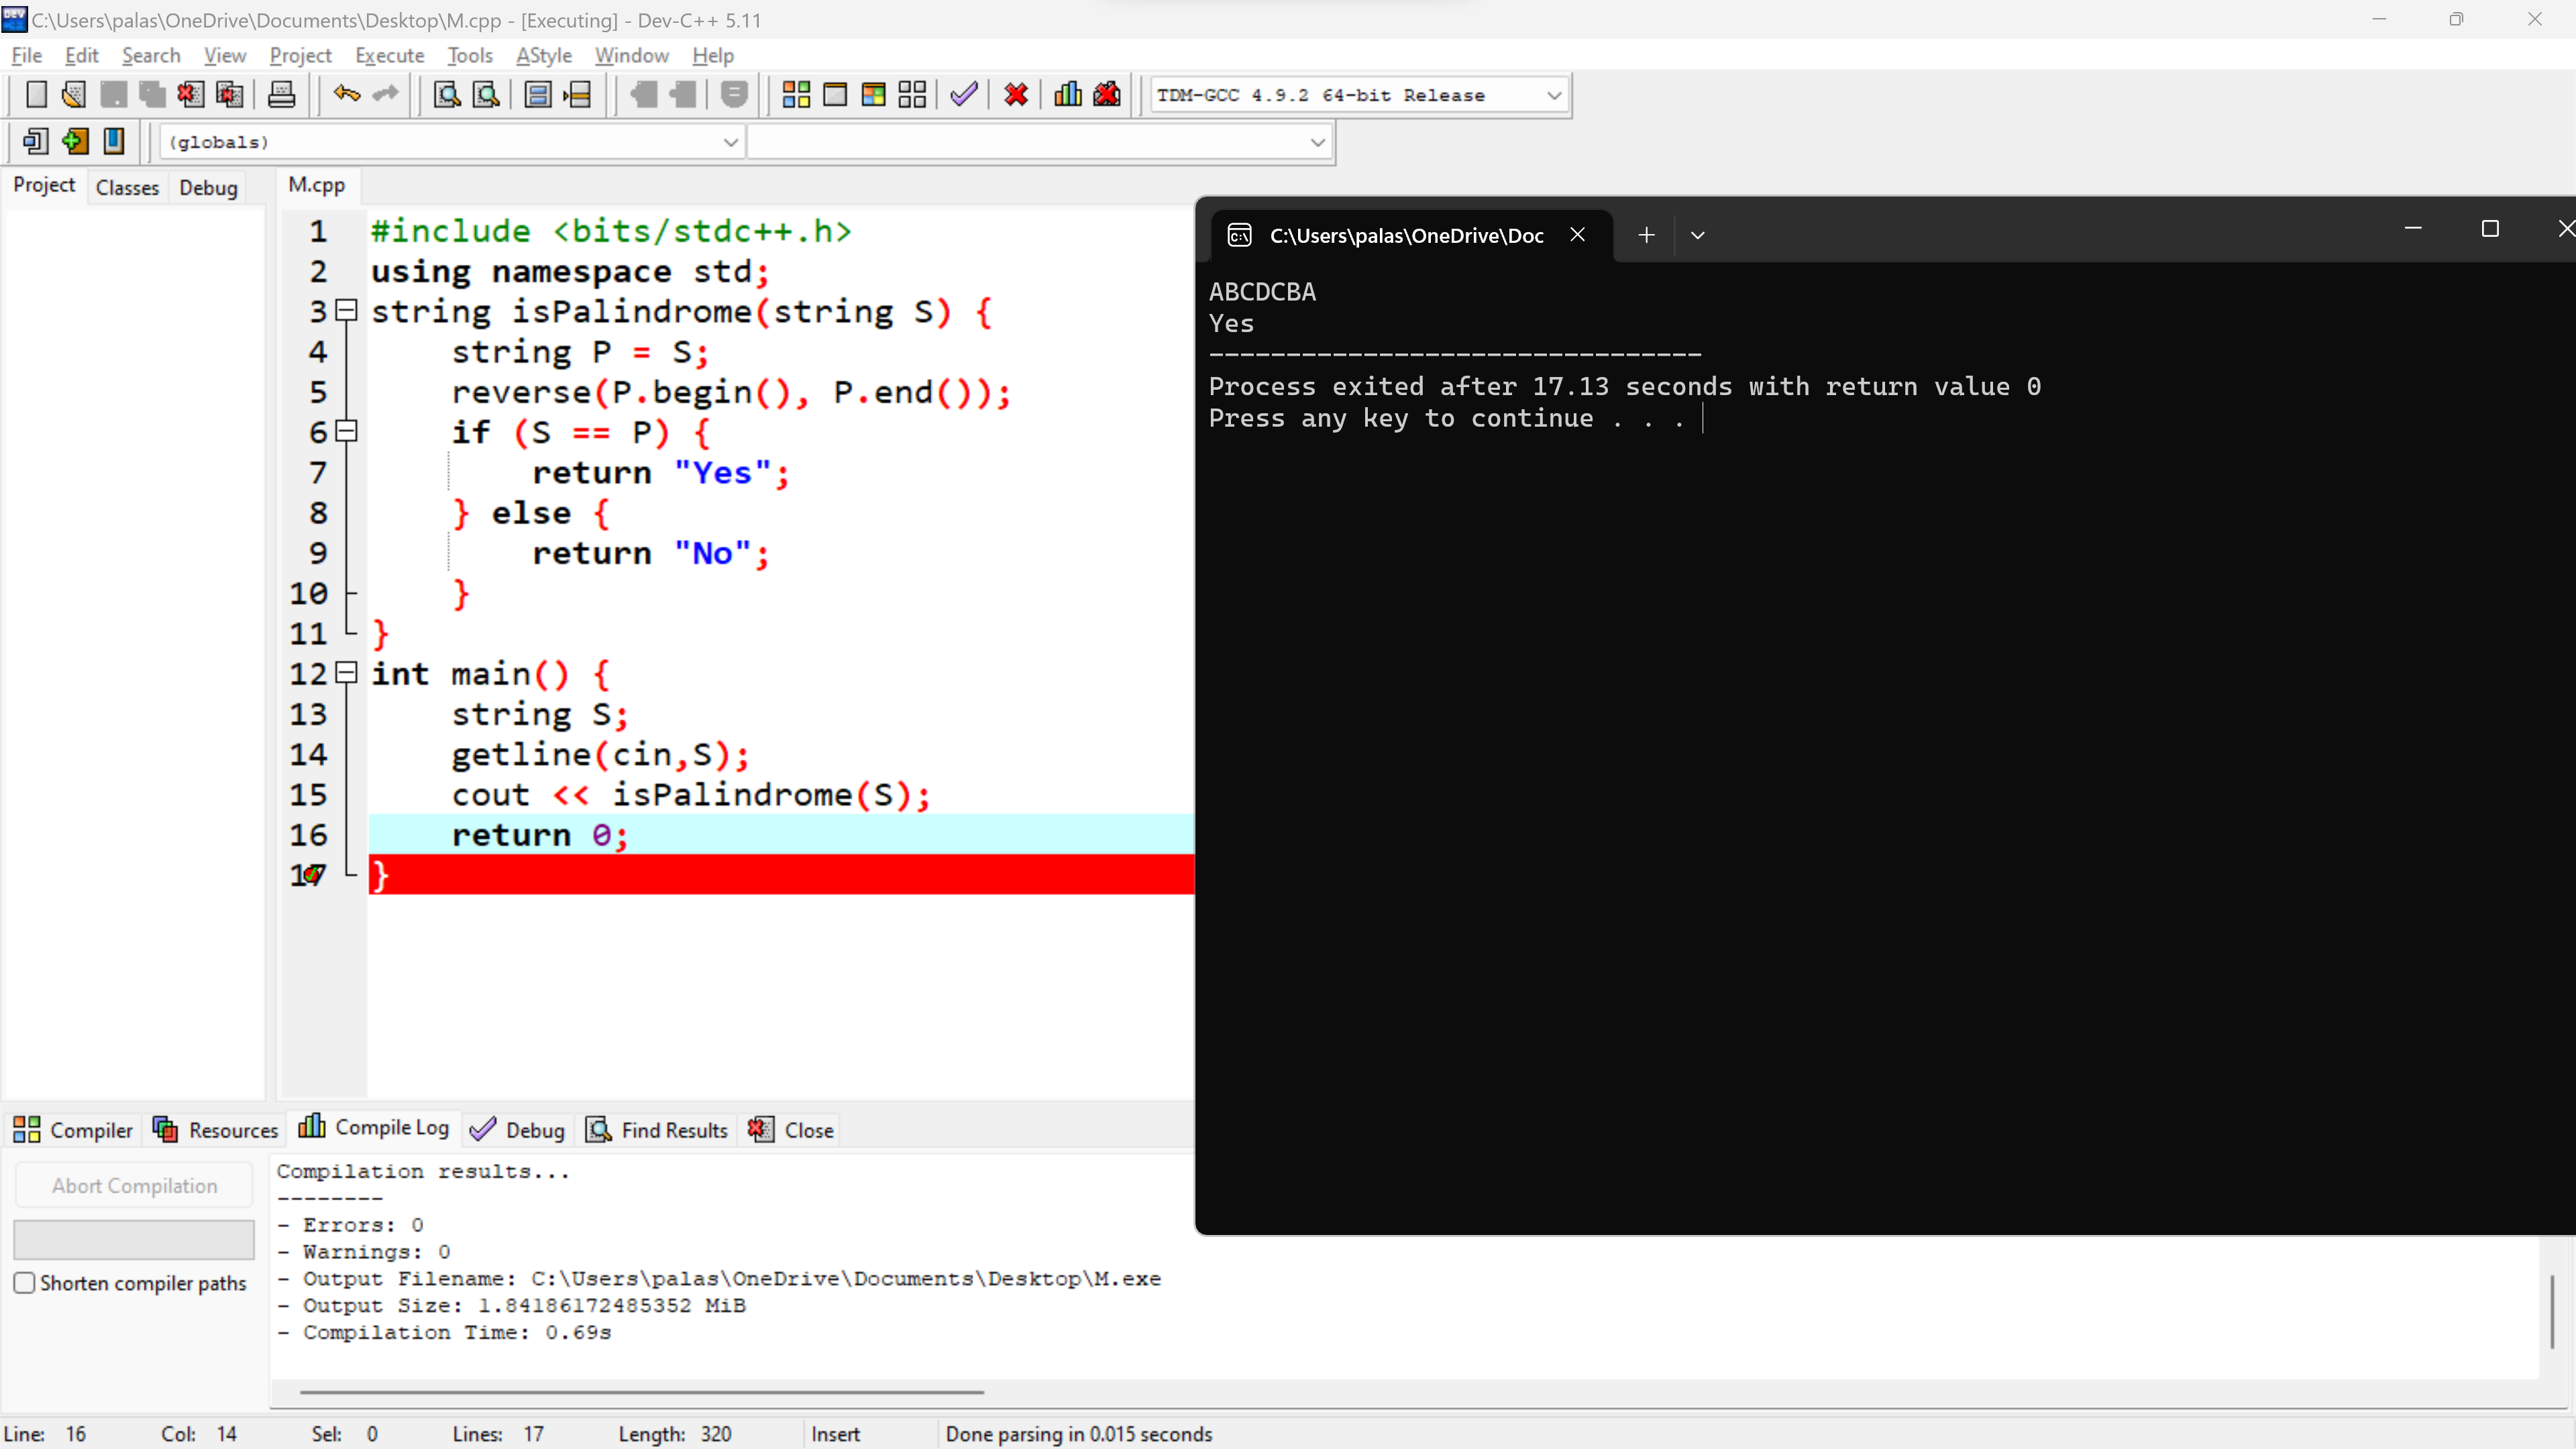 C:\Users\palas\OneDrive\Documents\Desktop\M.cpp - [Executing] - Dev-C++ 5.11
File Edit Search View Project Execute Tools AStyle Window Help
TDM-GCC 4.9.2 64-bit Release
(globals)
Project Classes Debug
M.cpp
1 #include <bits/stdc++.h>
2 using namespace std;
3 string isPalindrome(string S) {
4 string P = S;
5 reverse(P.begin(), P.end());
6 if (S == P) {
7 return "Yes";
8 } else {
9 return "No";
10 }
11 }
12 int main() {
13 string S;
14 getline(cin,S);
15 cout << isPalindrome(S);
16 return 0;
17 }
C:\Users\palas\OneDrive\Doc
ABCDCBA
Yes
--------------------------------
Process exited after 17.13 seconds with return value 0
Press any key to continue . . .
Compiler Resources Compile Log Debug Find Results Close
Abort Compilation
Shorten compiler paths
Compilation results...
--------
- Errors: 0
- Warnings: 0
- Output Filename: C:\Users\palas\OneDrive\Documents\Desktop\M.exe
- Output Size: 1.84186172485352 MiB
- Compilation Time: 0.69s
Line: 16 Col: 14 Sel: 0 Lines: 17 Length: 320 Insert Done parsing in 0.015 seconds